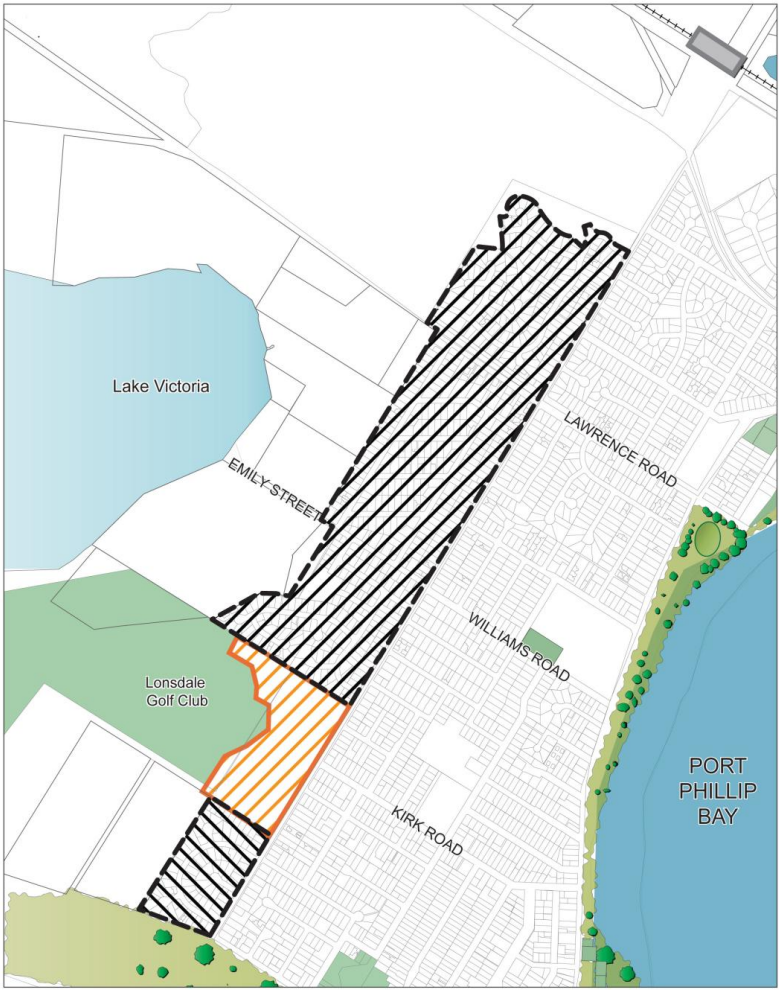 Lake Victoria
LAWRENCE ROAD
EMILY STREET
WILLIAMS ROAD
Lonsdale
Golf Club
PORT
PHILLIP
BAY
KIRK ROAD